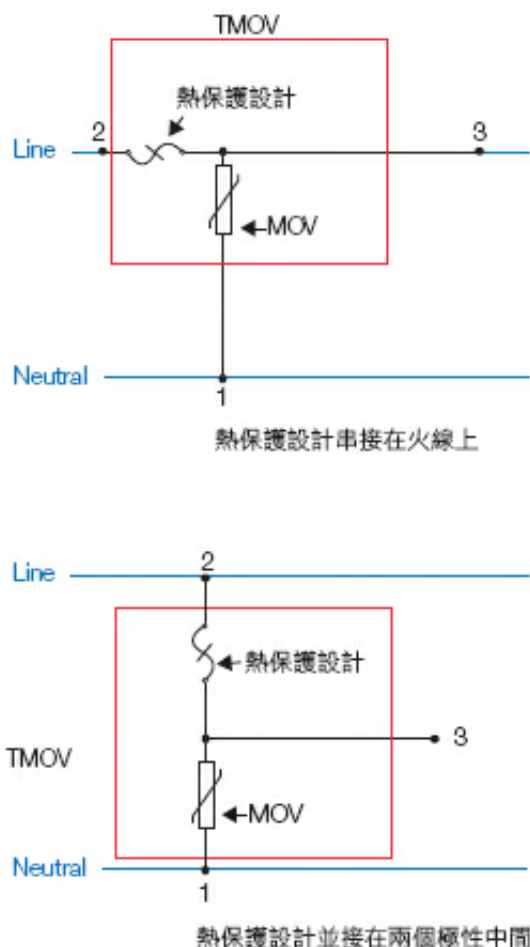 TMOV
熱保護設計
2
3
Line
MOV
Neutral
1
熱保護設計串接在火線上
2
Line
熱保護設計
3
TMOV
MOV
Neutral
1
熱保護設計並接在兩個極性中間